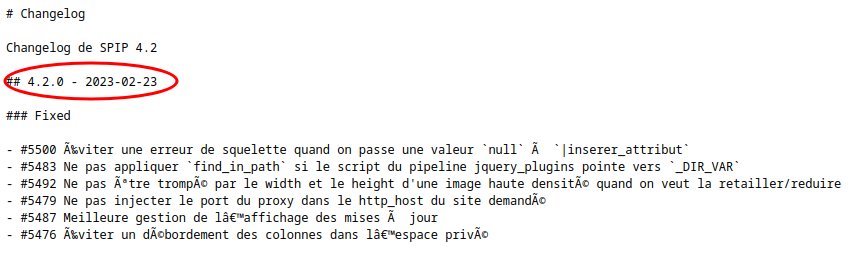 # Changelog
Changelog de SPIP 4.2
## 4.2.0 - 2023-02-23
### Fixed
- #5500 Ã‰viter une erreur de squelette quand on passe une valeur `null` Ã  `|inserer_attribut`
- #5483 Ne pas appliquer `find_in_path` si le script du pipeline jquery_plugins pointe vers `_DIR_VAR`
- #5492 Ne pas Ãªtre trompÃ© par le width et le height d'une image haute densitÃ© quand on veut la retailler/reduire
- #5479 Ne pas injecter le port du proxy dans le http_host du site demandÃ©
- #5487 Meilleure gestion de lâ€™affichage des mises Ã  jour
- #5476 Ã‰viter un dÃ©bordement des colonnes dans lâ€™espace privÃ©